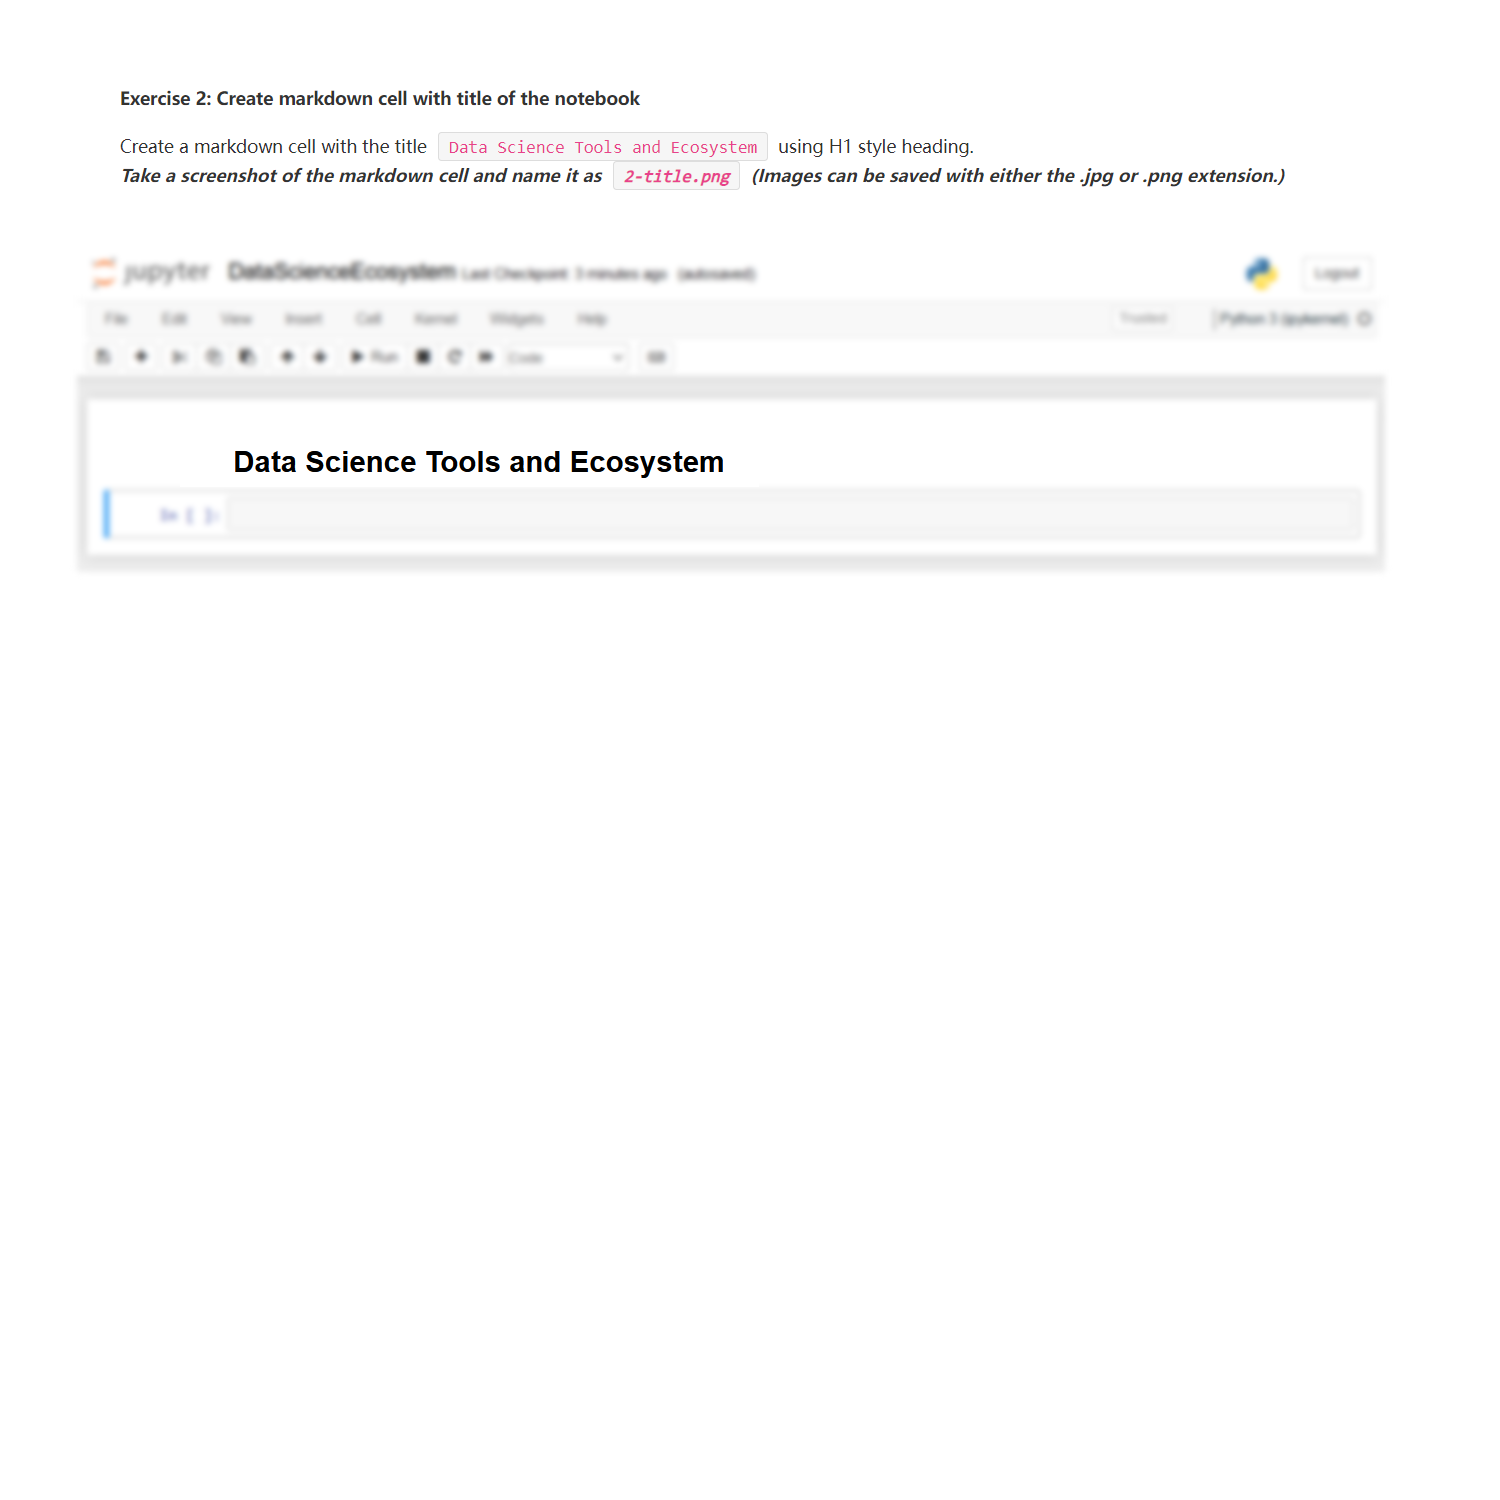 Exercise 2: Create markdown cell with title of the notebook
Create a markdown cell with the title Data Science Tools and Ecosystem using H1 style heading.
Take a screenshot of the markdown cell and name it as 2-title.png (Images can be saved with either the .jpg or .png extension.)
jupyter DataScienceEcosystem Last Checkpoint: 3 minutes ago (autosaved)
Logout
File Edit View Insert Cell Kernel Widgets Help
Trusted Python 3 (ipykernel)
Run Code
Data Science Tools and Ecosystem
In [ ]: